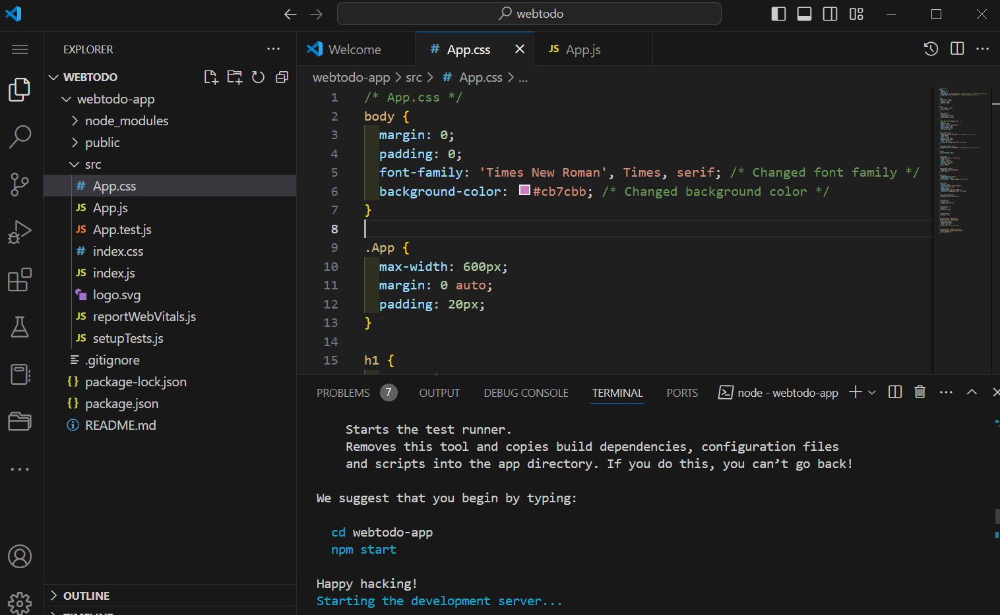 webtodo
EXPLORER
WEBTODO
webtodo-app
node_modules
public
src
# App.css
JS App.js
JS App.test.js
# index.css
JS index.js
logo.svg
JS reportWebVitals.js
JS setupTests.js
.gitignore
{} package-lock.json
{} package.json
README.md
OUTLINE
TIMELINE
Welcome
# App.css
JS App.js
webtodo-app > src > # App.css > ...
1 /* App.css */
2 body {
3 margin: 0;
4 padding: 0;
5 font-family: 'Times New Roman', Times, serif; /* Changed font family */
6 background-color: #cb7cbb; /* Changed background color */
7 }
8
9 .App {
10 max-width: 600px;
11 margin: 0 auto;
12 padding: 20px;
13 }
14
15 h1 {
PROBLEMS 7 OUTPUT DEBUG CONSOLE TERMINAL PORTS node - webtodo-app
Starts the test runner.
Removes this tool and copies build dependencies, configuration files
and scripts into the app directory. If you do this, you can’t go back!
We suggest that you begin by typing:
cd webtodo-app
npm start
Happy hacking!
Starting the development server...